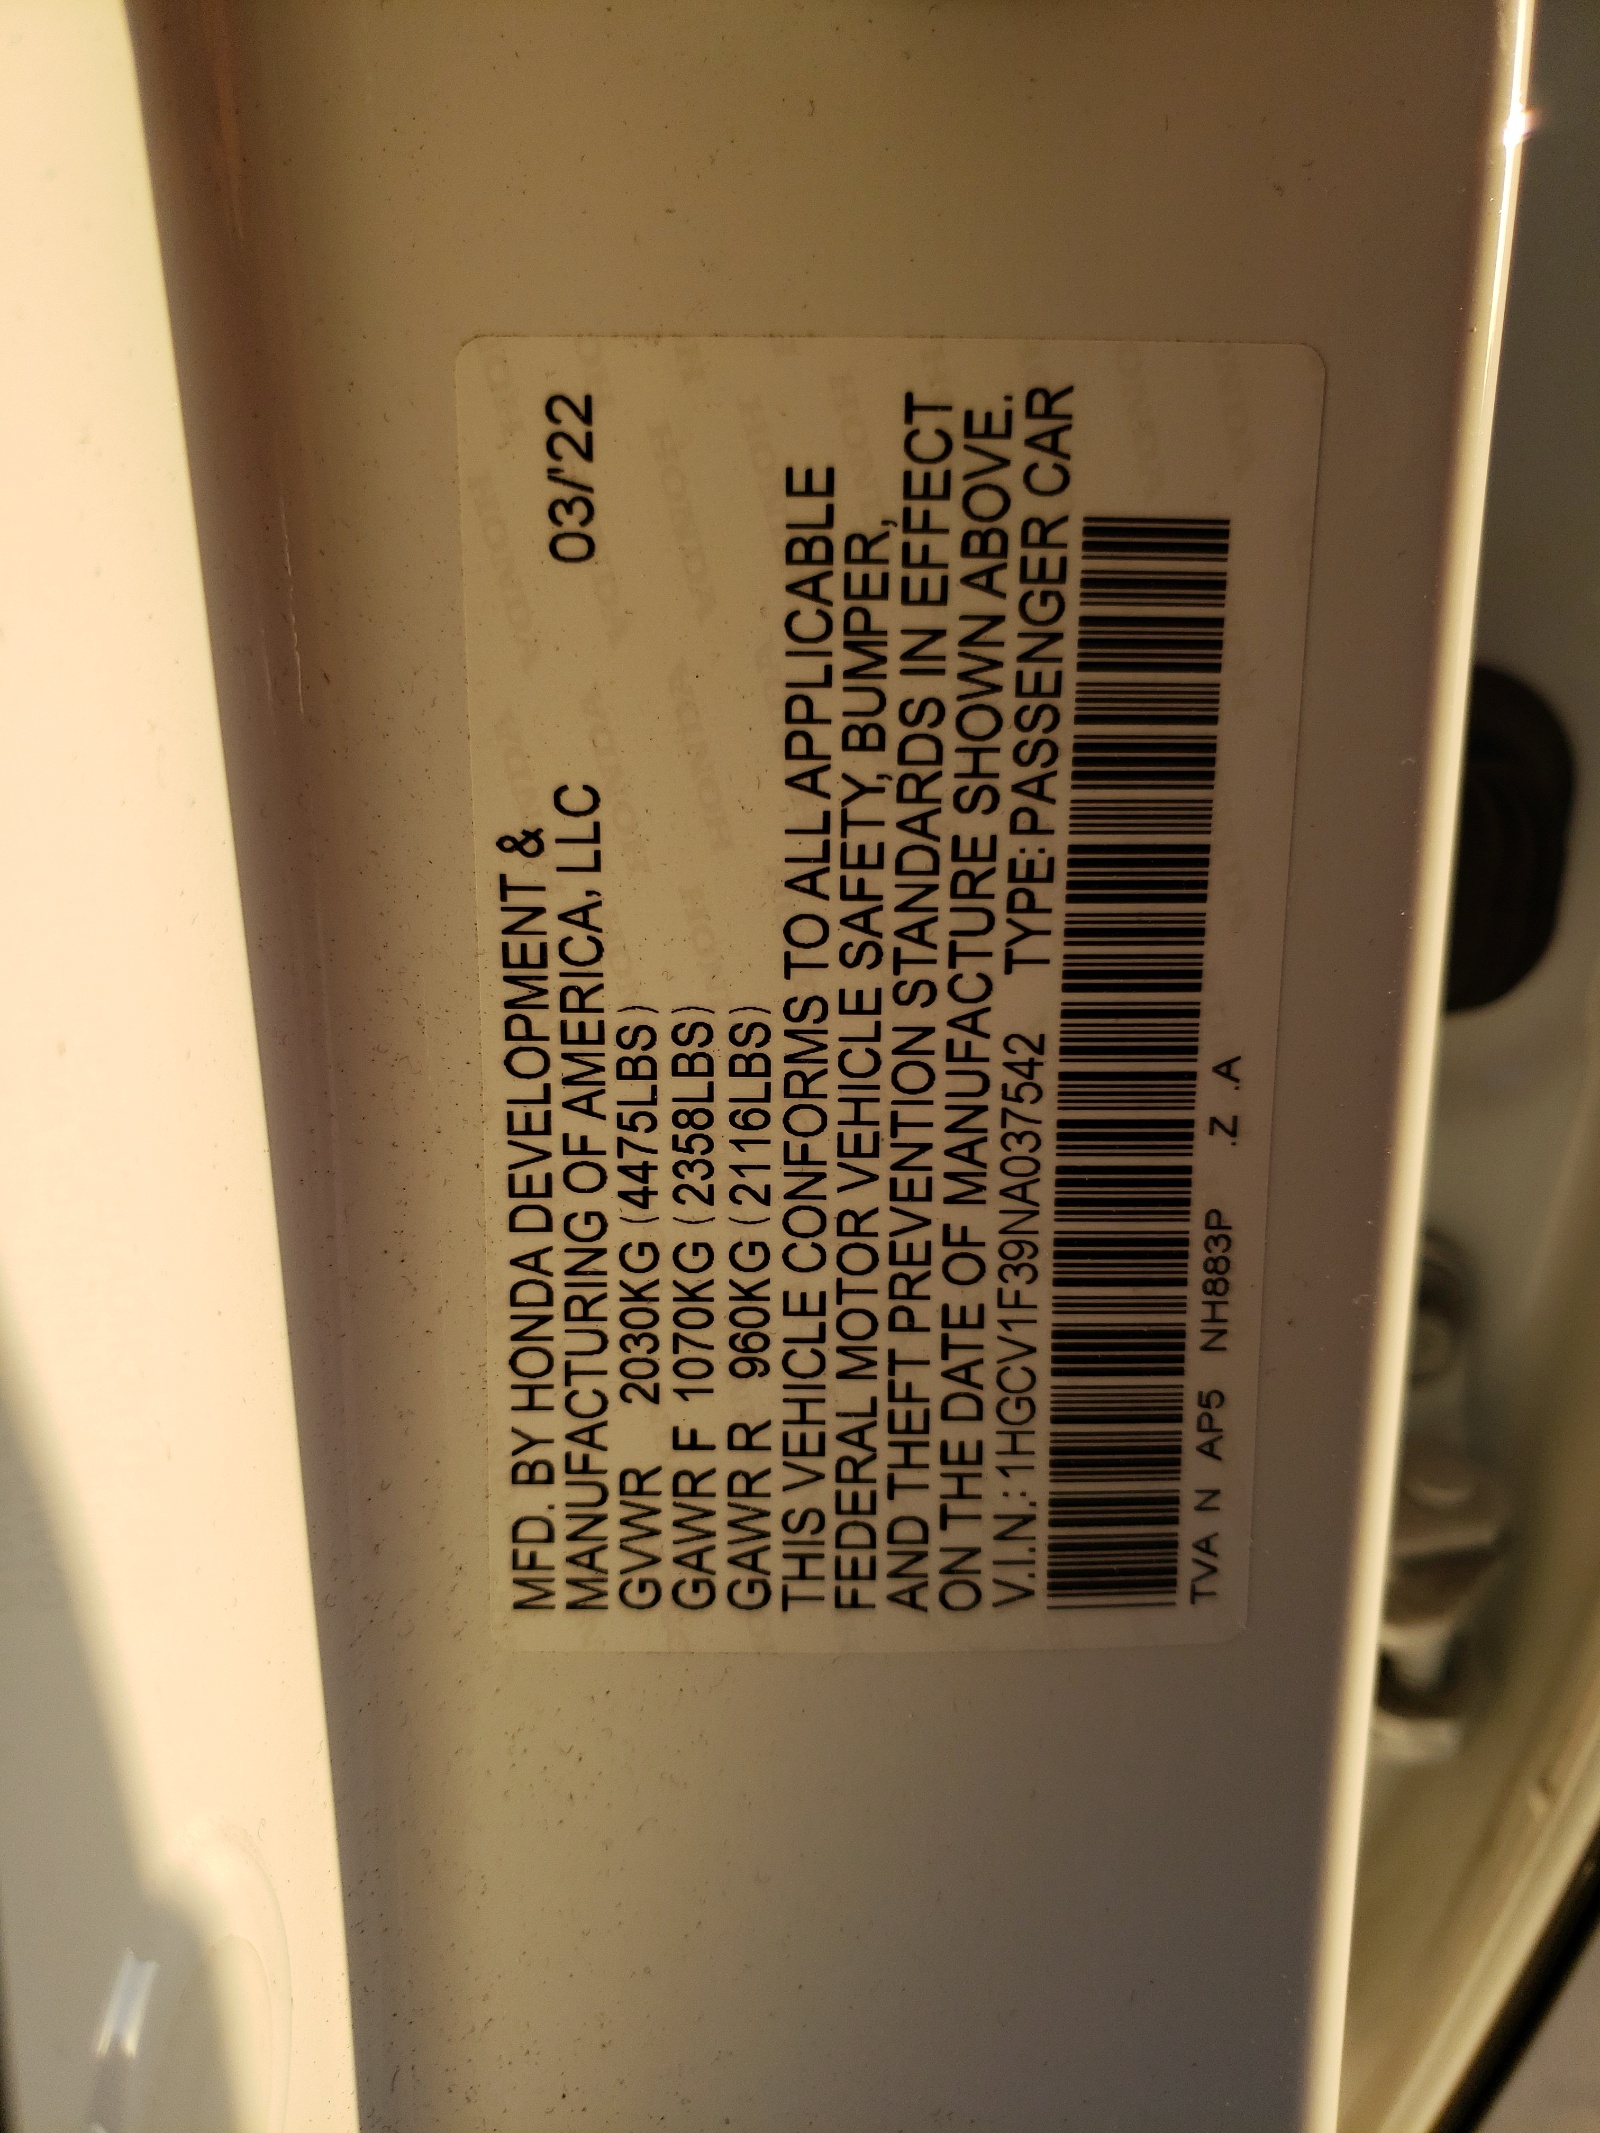 MFD. BY HONDA DEVELOPMENT &
MANUFACTURING OF AMERICA, LLC 03/'22
GVWR 2030KG (4475LBS)
GAWR F 1070KG (2358LBS)
GAWR R 960KG (2116LBS)
THIS VEHICLE CONFORMS TO ALL APPLICABLE
FEDERAL MOTOR VEHICLE SAFETY, BUMPER,
AND THEFT PREVENTION STANDARDS IN EFFECT
ON THE DATE OF MANUFACTURE SHOWN ABOVE.
V.I.N.: 1HGCV1F39NA037542 TYPE: PASSENGER CAR
TVA N AP5 NH883P .Z .A